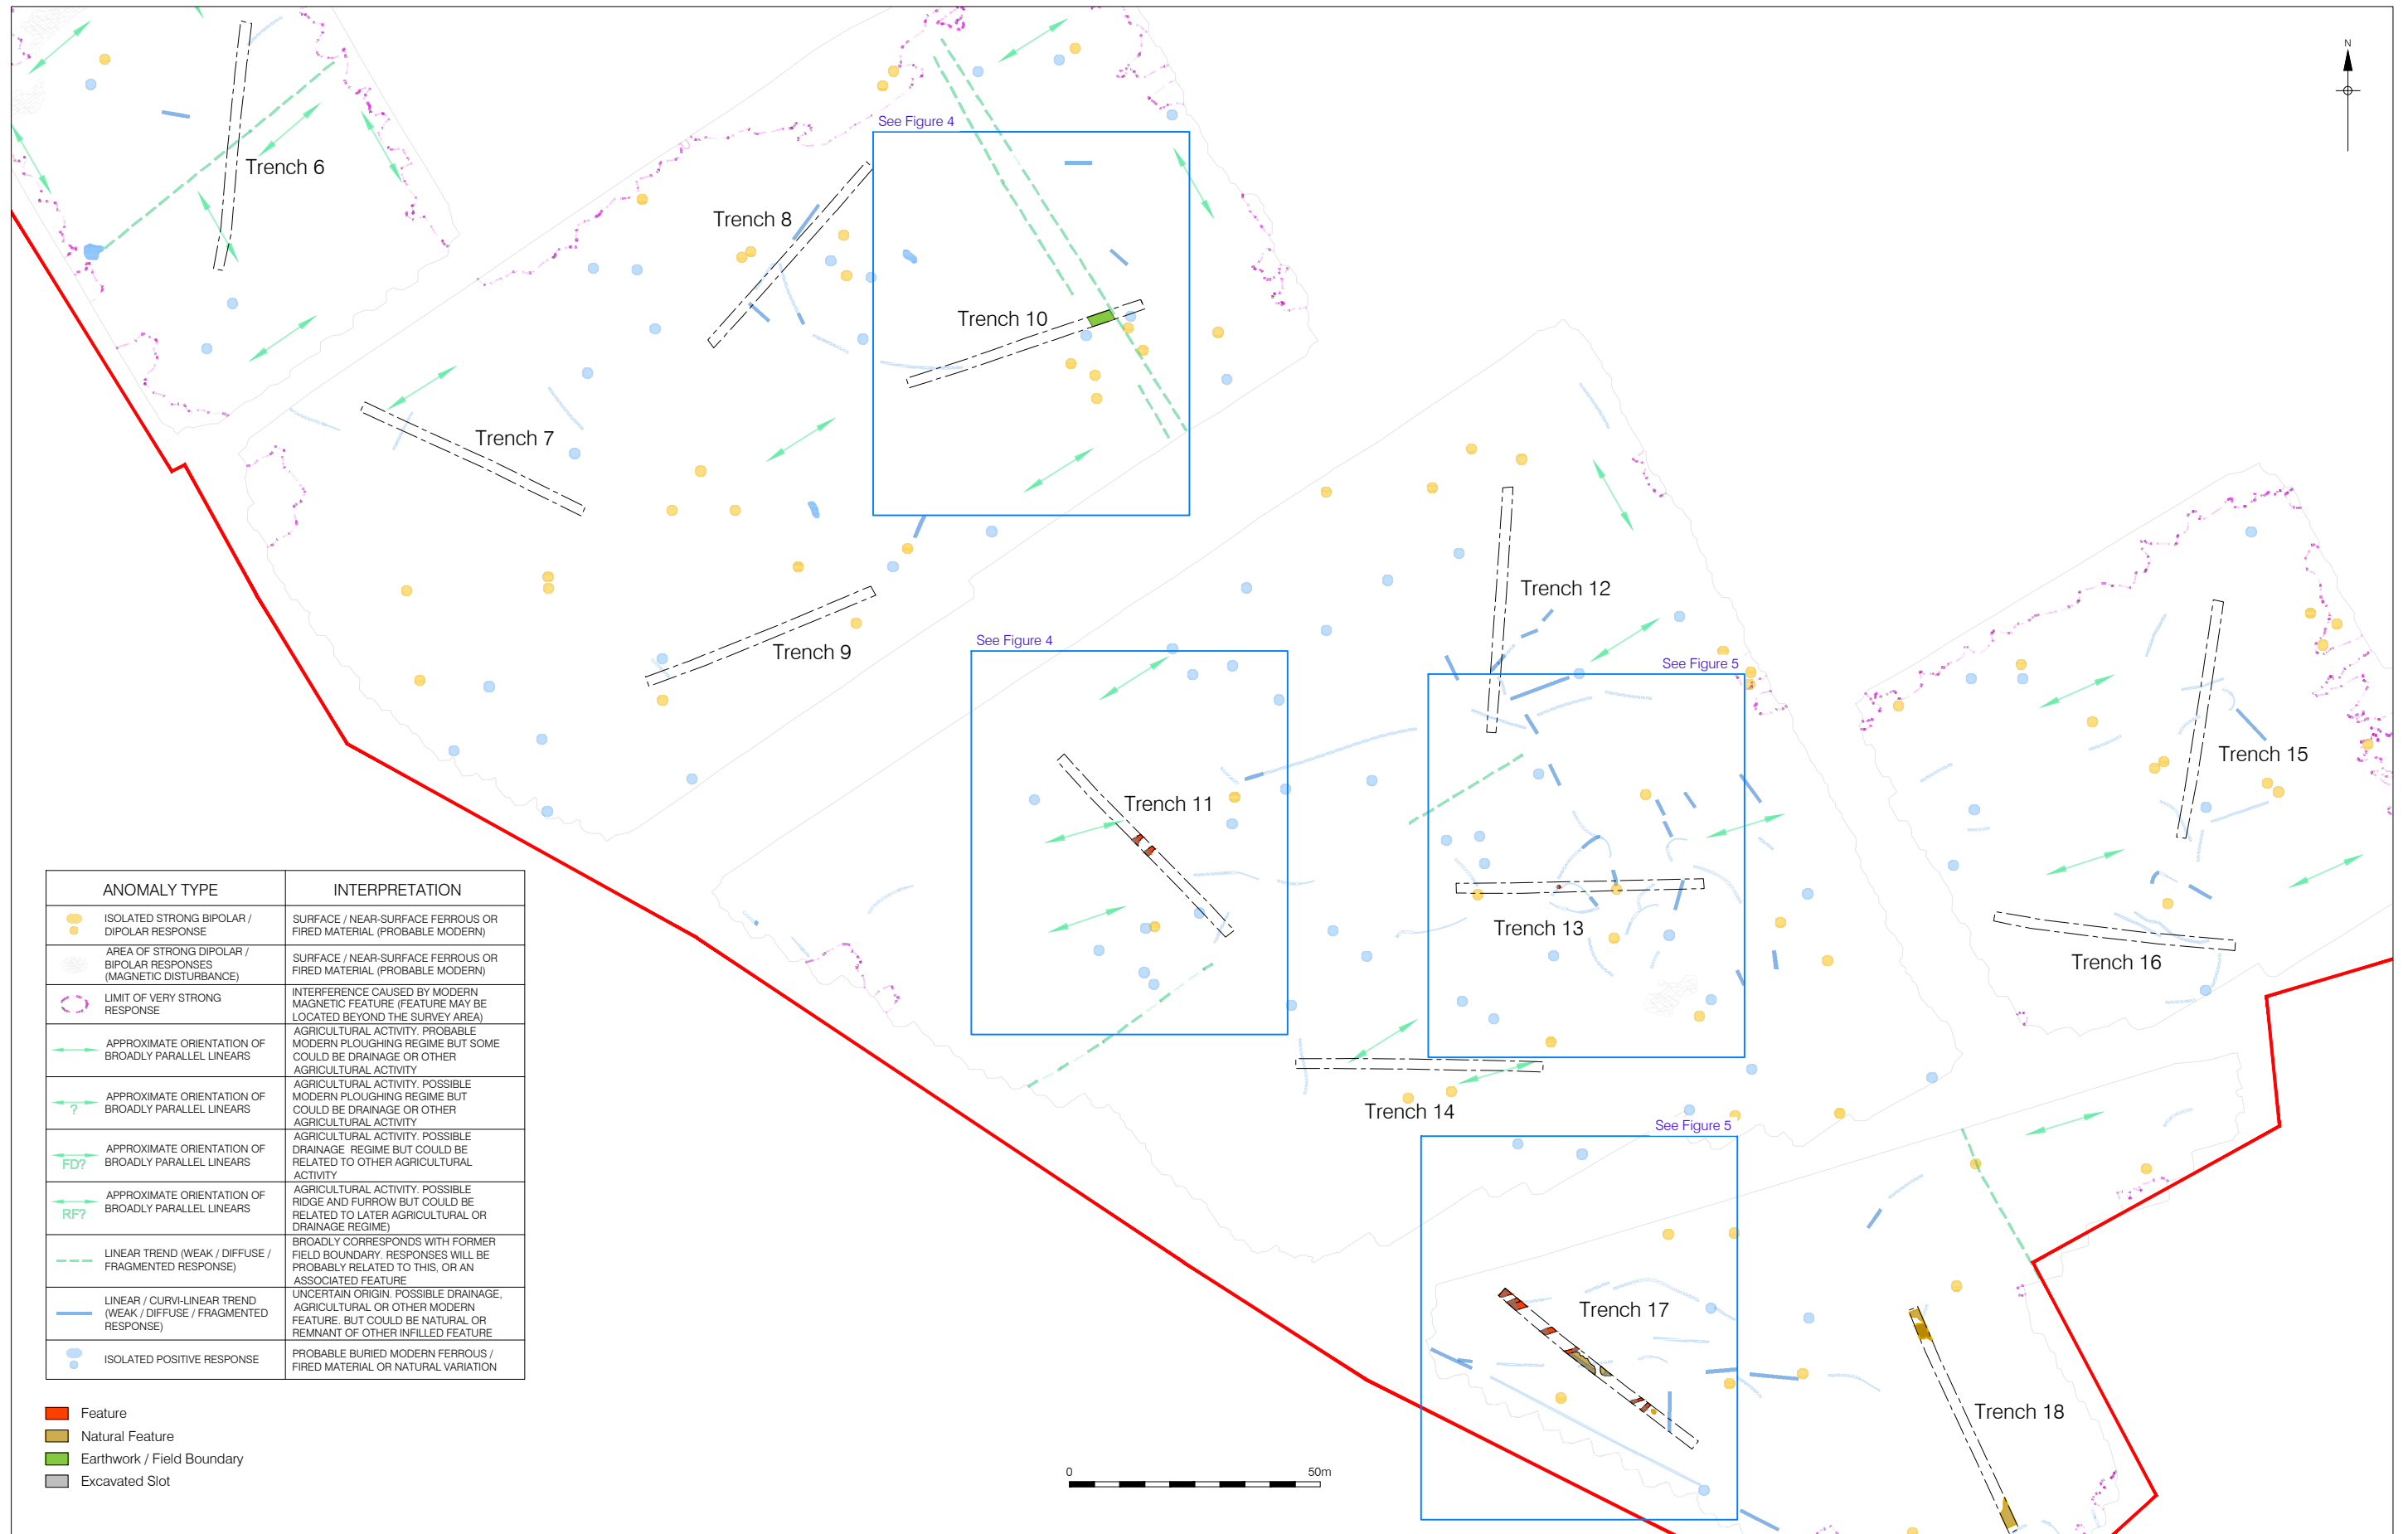 N
See Figure 4
Trench 6
Trench 8
Trench 10
Trench 7
Trench 12
Trench 9
See Figure 4
See Figure 5
Trench 15
Trench 11
Trench 13
Trench 16
Trench 14
See Figure 5
Trench 17
Trench 18
ANOMALY TYPE
INTERPRETATION
ISOLATED STRONG BIPOLAR /
DIPOLAR RESPONSE
SURFACE / NEAR-SURFACE FERROUS OR
FIRED MATERIAL (PROBABLE MODERN)
AREA OF STRONG DIPOLAR /
BIPOLAR RESPONSES
(MAGNETIC DISTURBANCE)
SURFACE / NEAR-SURFACE FERROUS OR
FIRED MATERIAL (PROBABLE MODERN)
LIMIT OF VERY STRONG
RESPONSE
INTERFERENCE CAUSED BY MODERN
MAGNETIC FEATURE (FEATURE MAY BE
LOCATED BEYOND THE SURVEY AREA)
APPROXIMATE ORIENTATION OF
BROADLY PARALLEL LINEARS
AGRICULTURAL ACTIVITY. PROBABLE
MODERN PLOUGHING REGIME BUT SOME
COULD BE DRAINAGE OR OTHER
AGRICULTURAL ACTIVITY
?
APPROXIMATE ORIENTATION OF
BROADLY PARALLEL LINEARS
AGRICULTURAL ACTIVITY. POSSIBLE
MODERN PLOUGHING REGIME BUT
COULD BE DRAINAGE OR OTHER
AGRICULTURAL ACTIVITY
FD?
APPROXIMATE ORIENTATION OF
BROADLY PARALLEL LINEARS
AGRICULTURAL ACTIVITY. POSSIBLE
DRAINAGE REGIME BUT COULD BE
RELATED TO OTHER AGRICULTURAL
ACTIVITY
RF?
APPROXIMATE ORIENTATION OF
BROADLY PARALLEL LINEARS
AGRICULTURAL ACTIVITY. POSSIBLE
RIDGE AND FURROW BUT COULD BE
RELATED TO LATER AGRICULTURAL OR
DRAINAGE REGIME)
LINEAR TREND (WEAK / DIFFUSE /
FRAGMENTED RESPONSE)
BROADLY CORRESPONDS WITH FORMER
FIELD BOUNDARY. RESPONSES WILL BE
PROBABLY RELATED TO THIS, OR AN
ASSOCIATED FEATURE
LINEAR / CURVI-LINEAR TREND
(WEAK / DIFFUSE / FRAGMENTED
RESPONSE)
UNCERTAIN ORIGIN. POSSIBLE DRAINAGE,
AGRICULTURAL OR OTHER MODERN
FEATURE. BUT COULD BE NATURAL OR
REMNANT OF OTHER INFILLED FEATURE
ISOLATED POSITIVE RESPONSE
PROBABLE BURIED MODERN FERROUS /
FIRED MATERIAL OR NATURAL VARIATION
Feature
Natural Feature
Earthwork / Field Boundary
Excavated Slot
0 50m